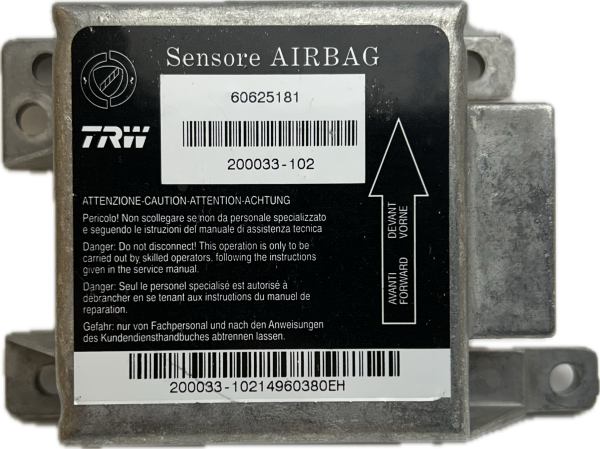 Sensore AIRBAG
60625181
TRW
200033-102
ATTENZIONE-CAUTION-ATTENTION-ACHTUNG
Pericolo! Non scollegare se non da personale specializzato
e seguendo le istruzioni del manuale di assistenza tecnica
Danger: Do not disconnect! This operation is only to be
carried out by skilled operators, following the instructions
given in the service manual.
Danger: Seul le personel specialisé est autorisé à
débrancher en se tenant aux instructions du manuel de
reparation.
Gefahr: nur von Fachpersonal und nach den Anweisungen
des Kundendiensthandbuches abtrennen lassen.
AVANTI DEVANT
FORWARD VORNE
200033-10214960380EH